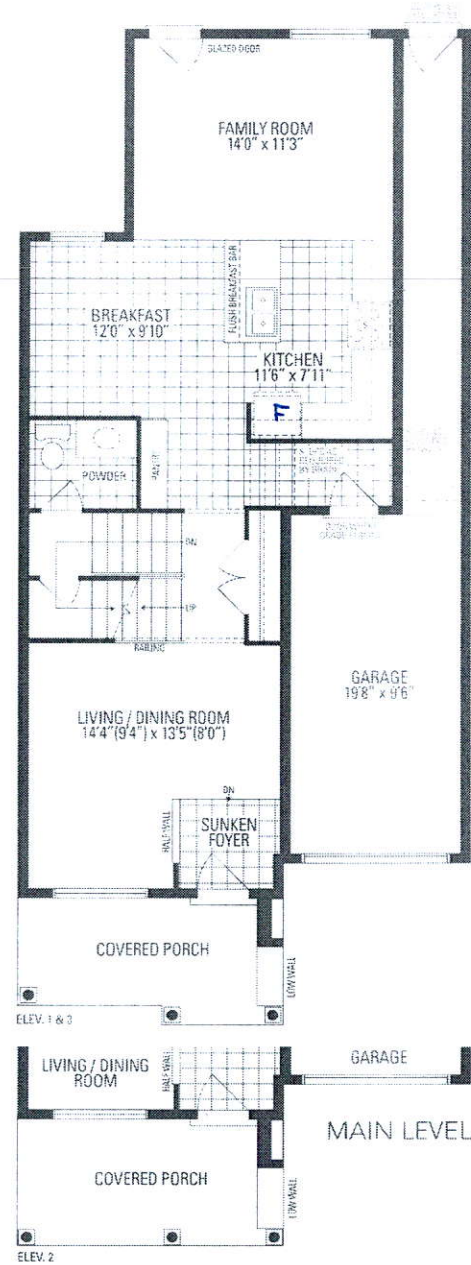 GLAZED DOOR
FAMILY ROOM
14'0" x 11'3"
FLUSH BREAKFAST BAR
BREAKFAST
12'0" x 9'10"
KITCHEN
11'6" x 7'11"
POWDER
DN
UP
RAILING
GARAGE
19'8" x 9'6"
LIVING / DINING ROOM
14'4"(9'4") x 13'5"(8'0")
DN
HALF WALL
SUNKEN
FOYER
COVERED PORCH
LOW WALL
ELEV. 1 & 3
LIVING / DINING
ROOM
HALF WALL
GARAGE
MAIN LEVEL
COVERED PORCH
LOW WALL
ELEV. 2